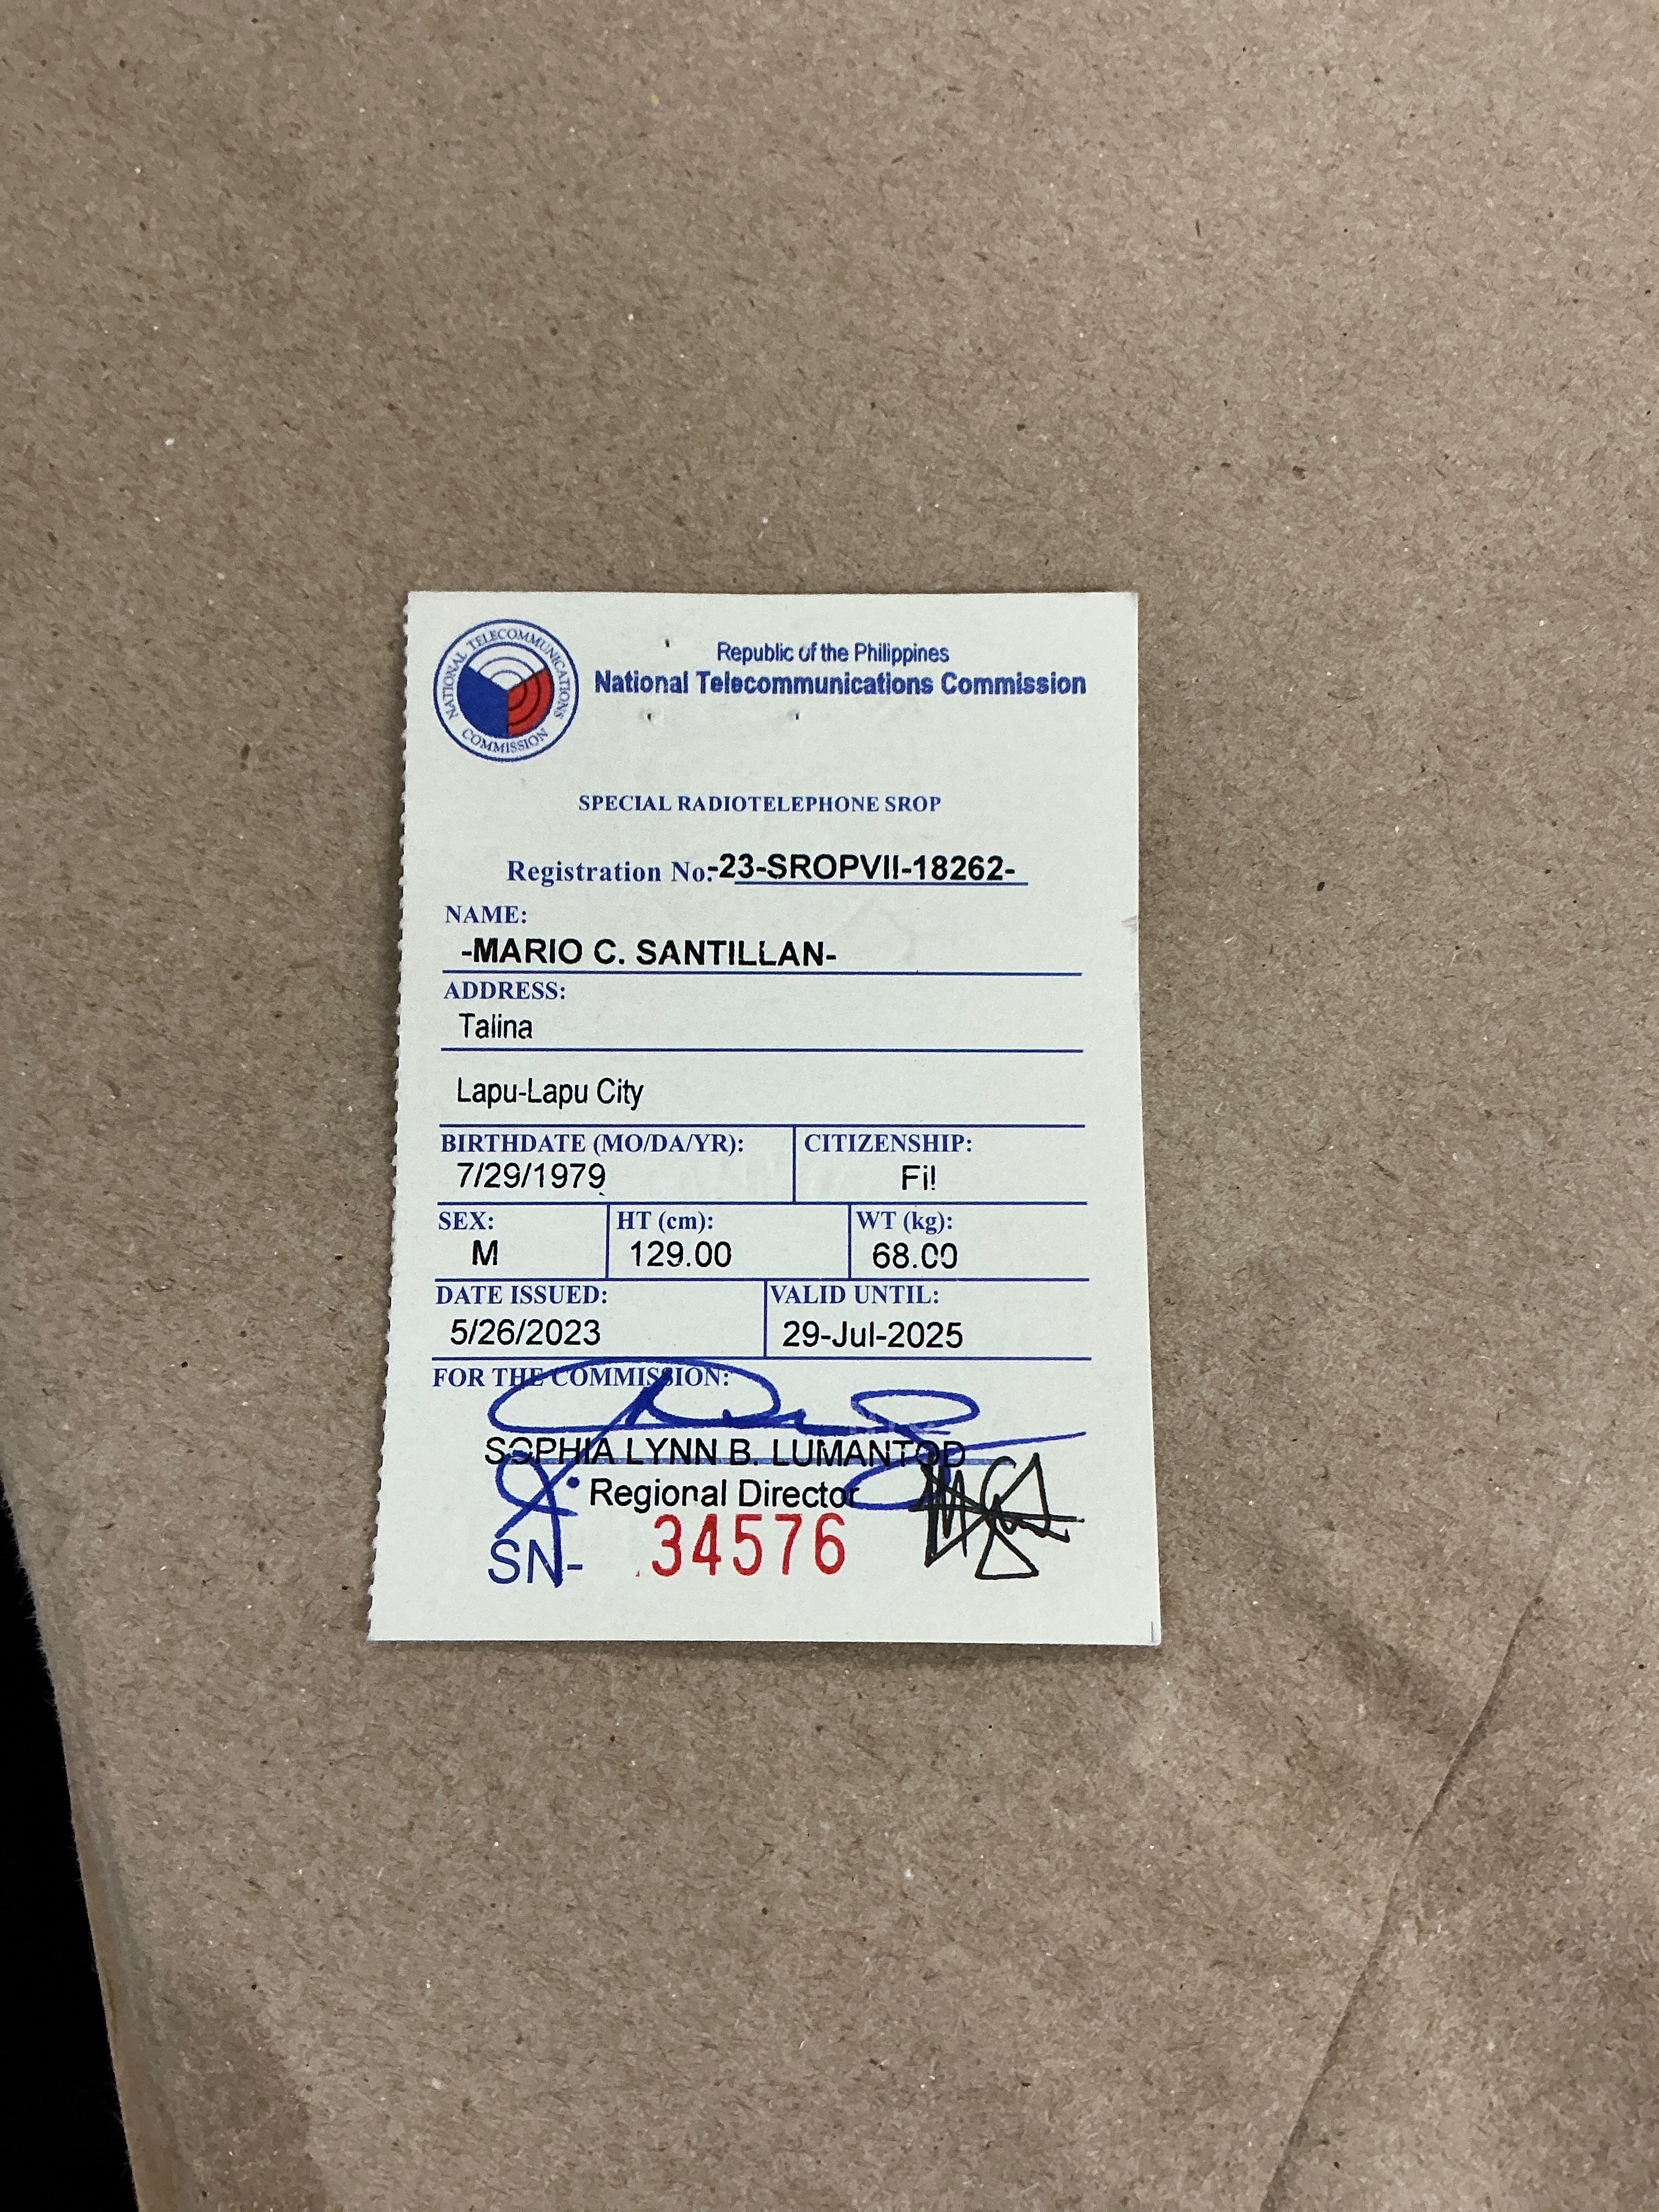 NATIONAL TELECOMMUNICATIONS COMMISSION
Republic of the Philippines
National Telecommunications Commission
SPECIAL RADIOTELEPHONE SROP
Registration No.: -23-SROPVII-18262-
NAME:
-MARIO C. SANTILLAN-
ADDRESS:
Talina
Lapu-Lapu City
BIRTHDATE (MO/DA/YR): CITIZENSHIP:
7/29/1979 Fil
SEX: HT (cm): WT (kg):
M 129.00 68.00
DATE ISSUED: VALID UNTIL:
5/26/2023 29-Jul-2025
FOR THE COMMISSION:
SOPHIA LYNN B. LUMANTOD
Regional Director
SN- 34576